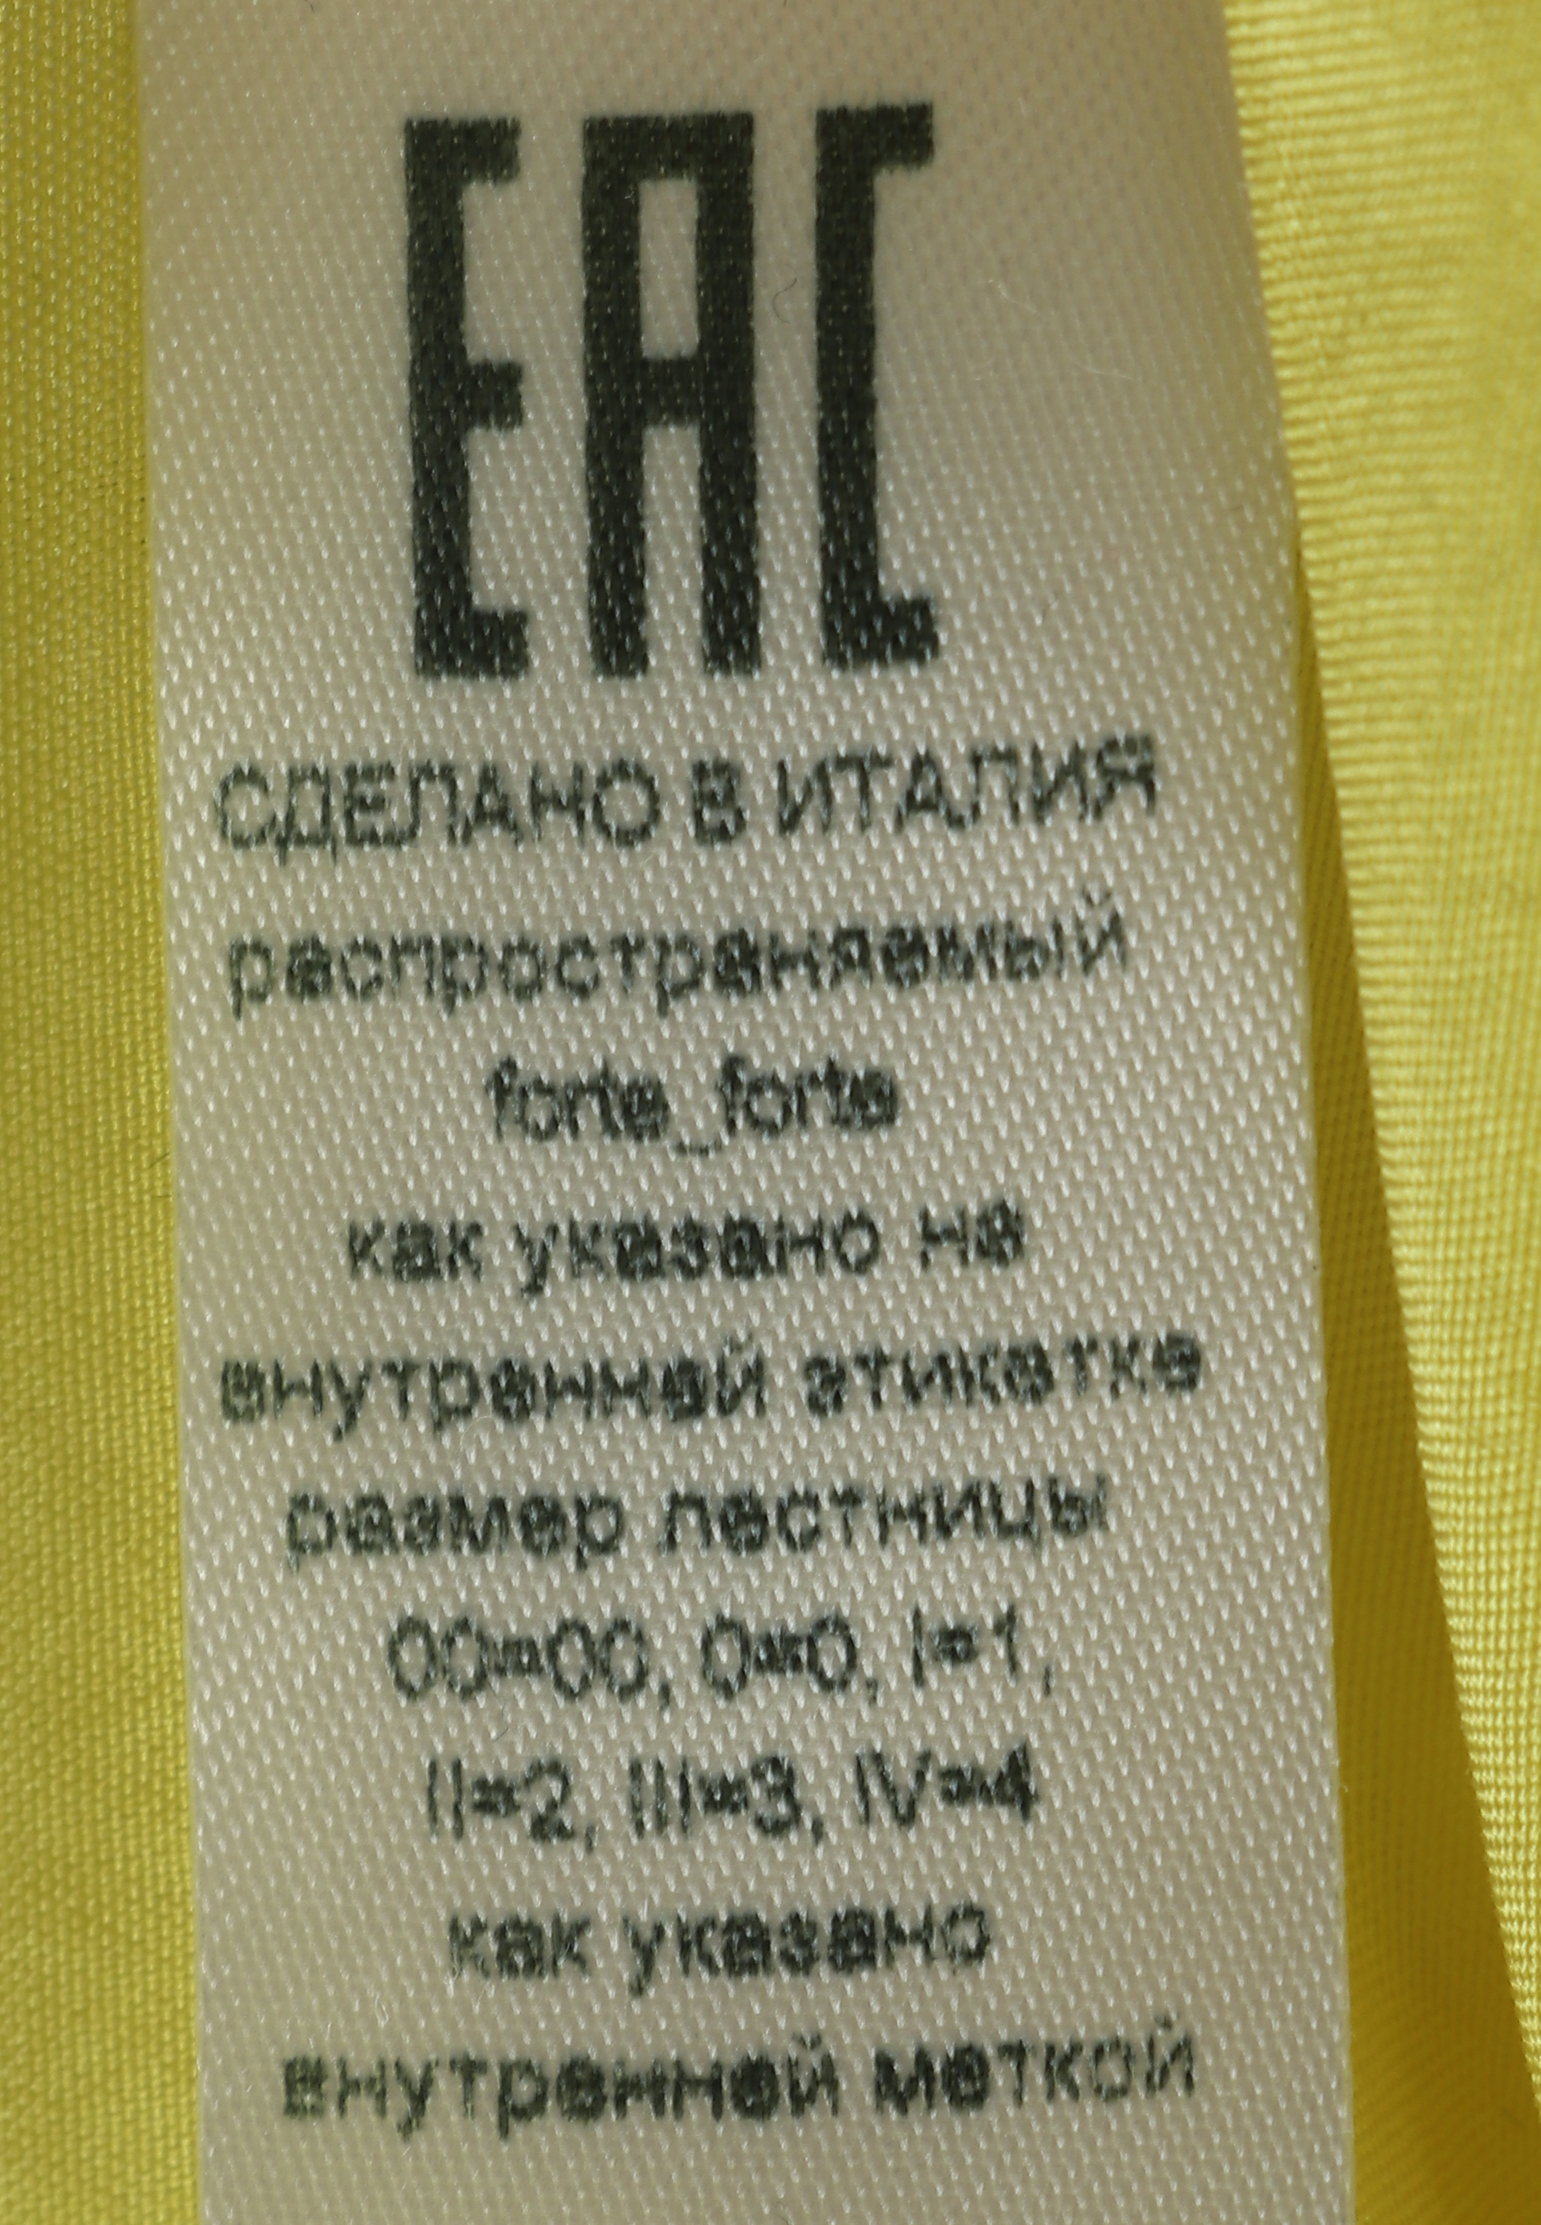 EAC
СДЕЛАНО В ИТАЛИЯ
распространяемый
forte_forte
как указано на
внутренней этикетке
размер лестницы
00=00, 0=0, I=1,
II=2, III=3, IV=4
как указано
внутренней меткой